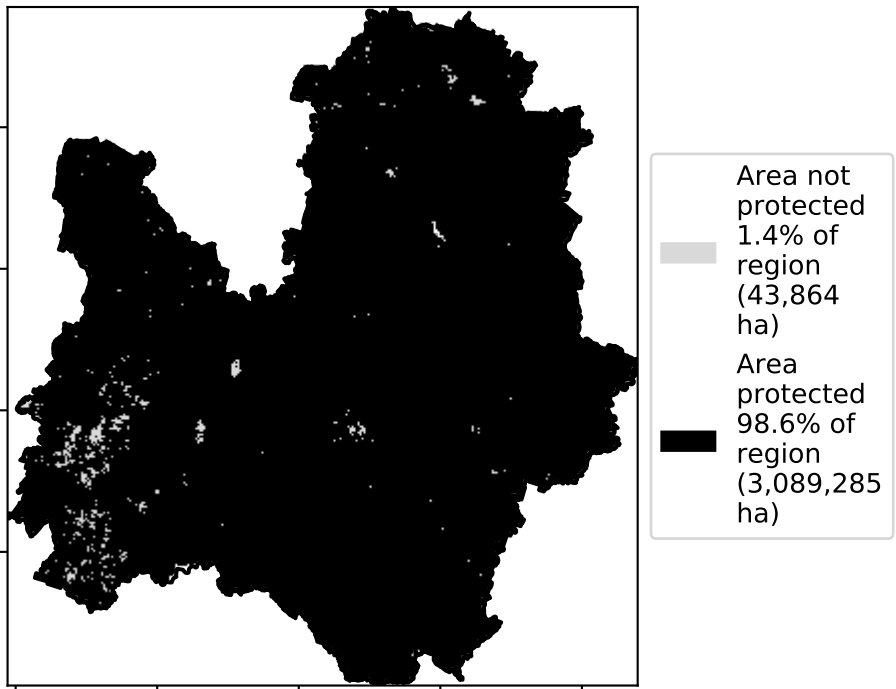 Area not
protected
1.4% of
region
(43,864
ha)
Area
protected
98.6% of
region
(3,089,285
ha)